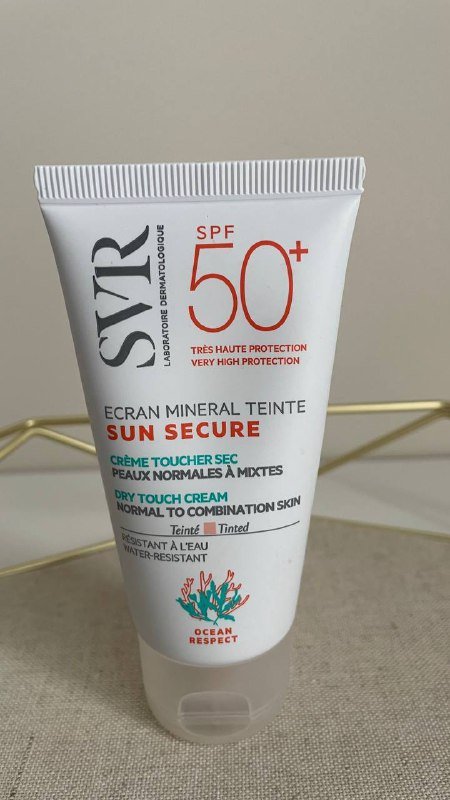 SVR
LABORATOIRE DERMATOLOGIQUE
SPF
50+
TRÈS HAUTE PROTECTION
VERY HIGH PROTECTION
ECRAN MINERAL TEINTE
SUN SECURE
CRÈME TOUCHER SEC
PEAUX NORMALES À MIXTES
DRY TOUCH CREAM
NORMAL TO COMBINATION SKIN
Teinté Tinted
RÉSISTANT À L'EAU
WATER-RESISTANT
OCEAN
RESPECT